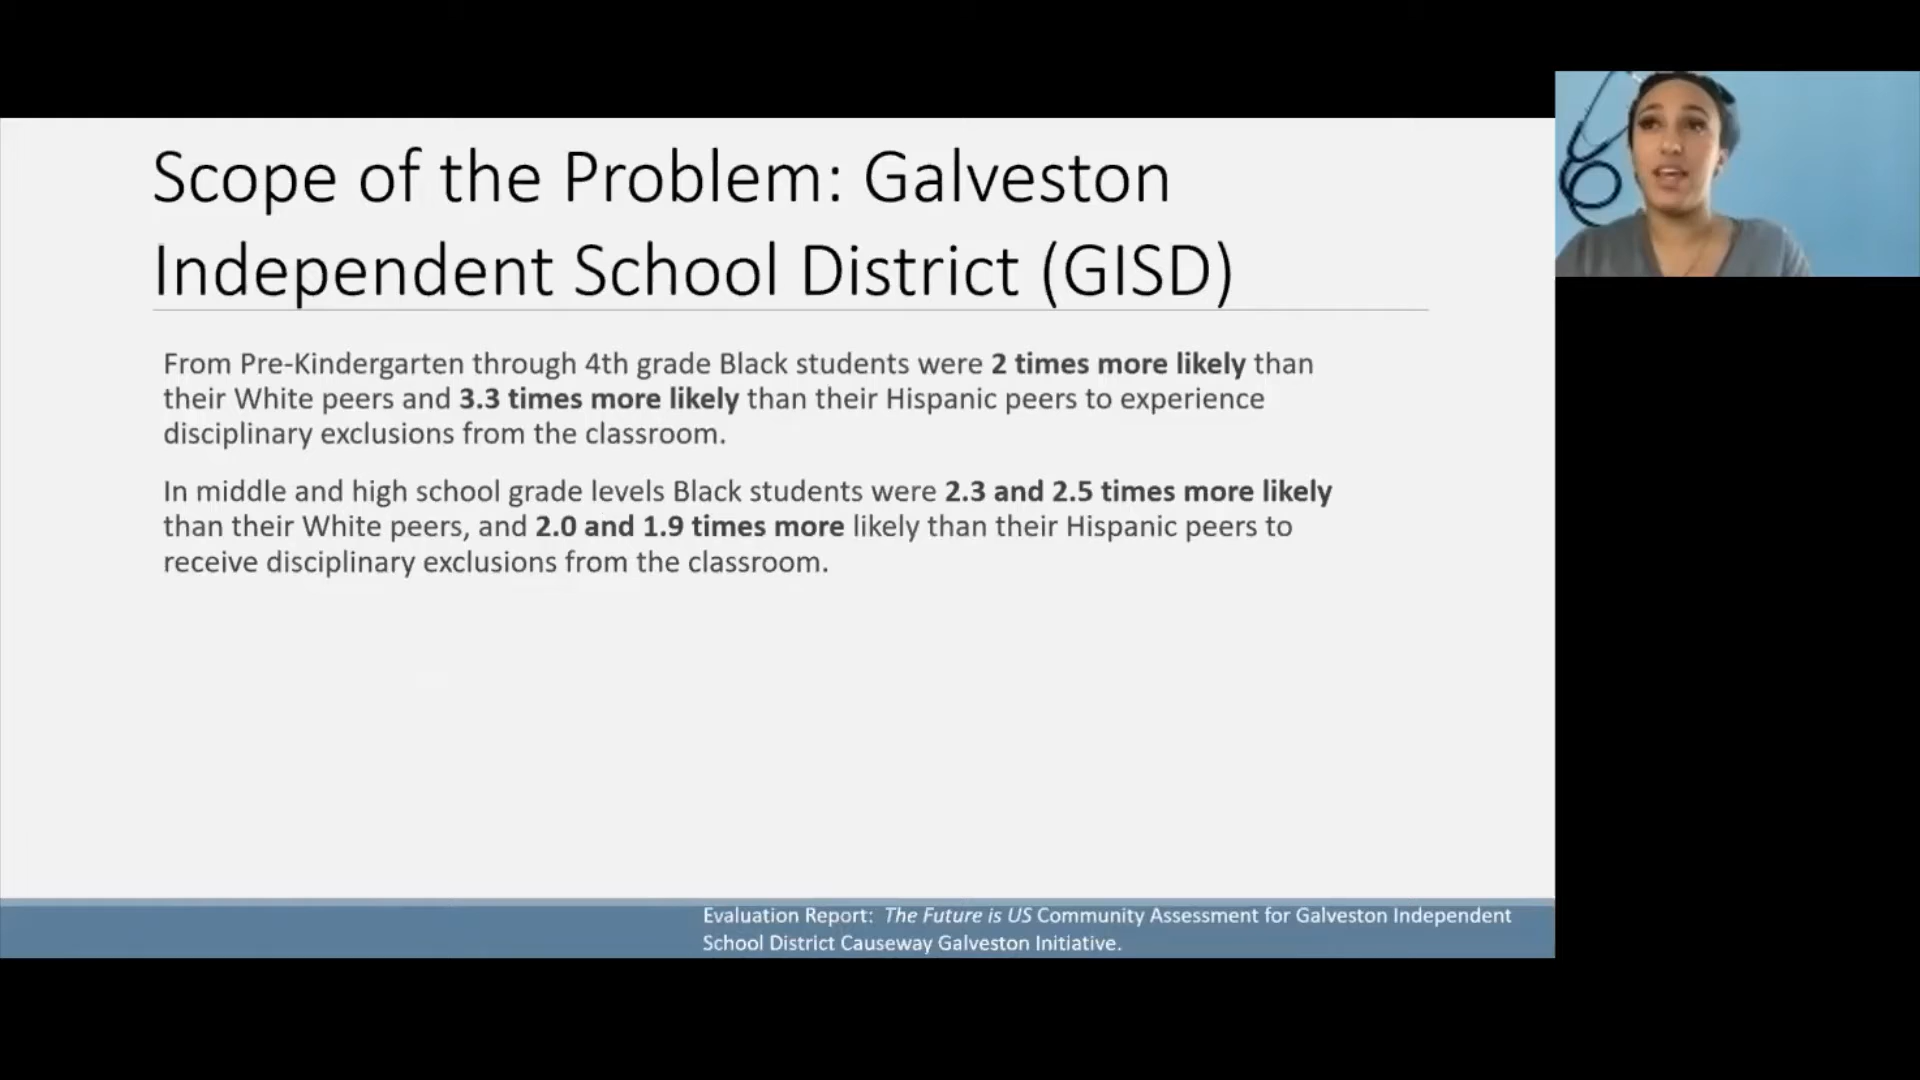 Scope of the Problem: Galveston
Independent School District (GISD)
From Pre-Kindergarten through 4th grade Black students were 2 times more likely than
their White peers and 3.3 times more likely than their Hispanic peers to experience
disciplinary exclusions from the classroom.
In middle and high school grade levels Black students were 2.3 and 2.5 times more likely
than their White peers, and 2.0 and 1.9 times more likely than their Hispanic peers to
receive disciplinary exclusions from the classroom.
Evaluation Report: The Future is US Community Assessment for Galveston Independent
School District Causeway Galveston Initiative.